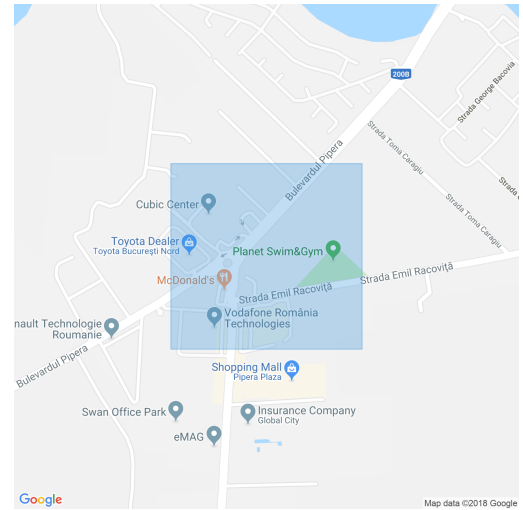 200B
Strada George Bacovia
Strada Toma Caragiu
Strada
Bulevardul Pipera
Cubic Center
Strada Toma Caragiu
Toyota Dealer
Toyota București Nord
Planet Swim&Gym
McDonald's
Strada Emil Racoviță
Strada Emil Racoviță
Vodafone România
Technologies
nault Technologie
Roumanie
Bulevardul Pipera
Shopping Mall
Pipera Plaza
Swan Office Park
Insurance Company
Global City
eMAG
Google
Map data ©2018 Google